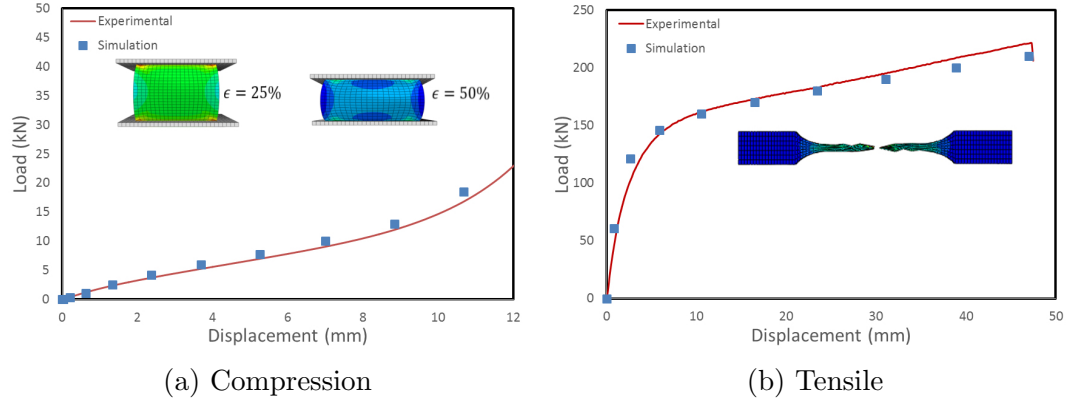 50
45
40
35
30
25
20
15
10
5
0
Load (kN)
Experimental
Simulation
ϵ = 25%
ϵ = 50%
0
2
4
6
8
10
12
Displacement (mm)
(a) Compression
250
200
150
100
50
0
Load (kN)
Experimental
Simulation
0
10
20
30
40
50
Displacement (mm)
(b) Tensile